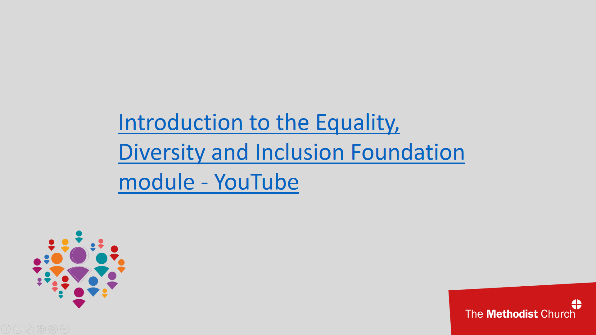 Introduction to the Equality,
Diversity and Inclusion Foundation
module - YouTube
The Methodist Church